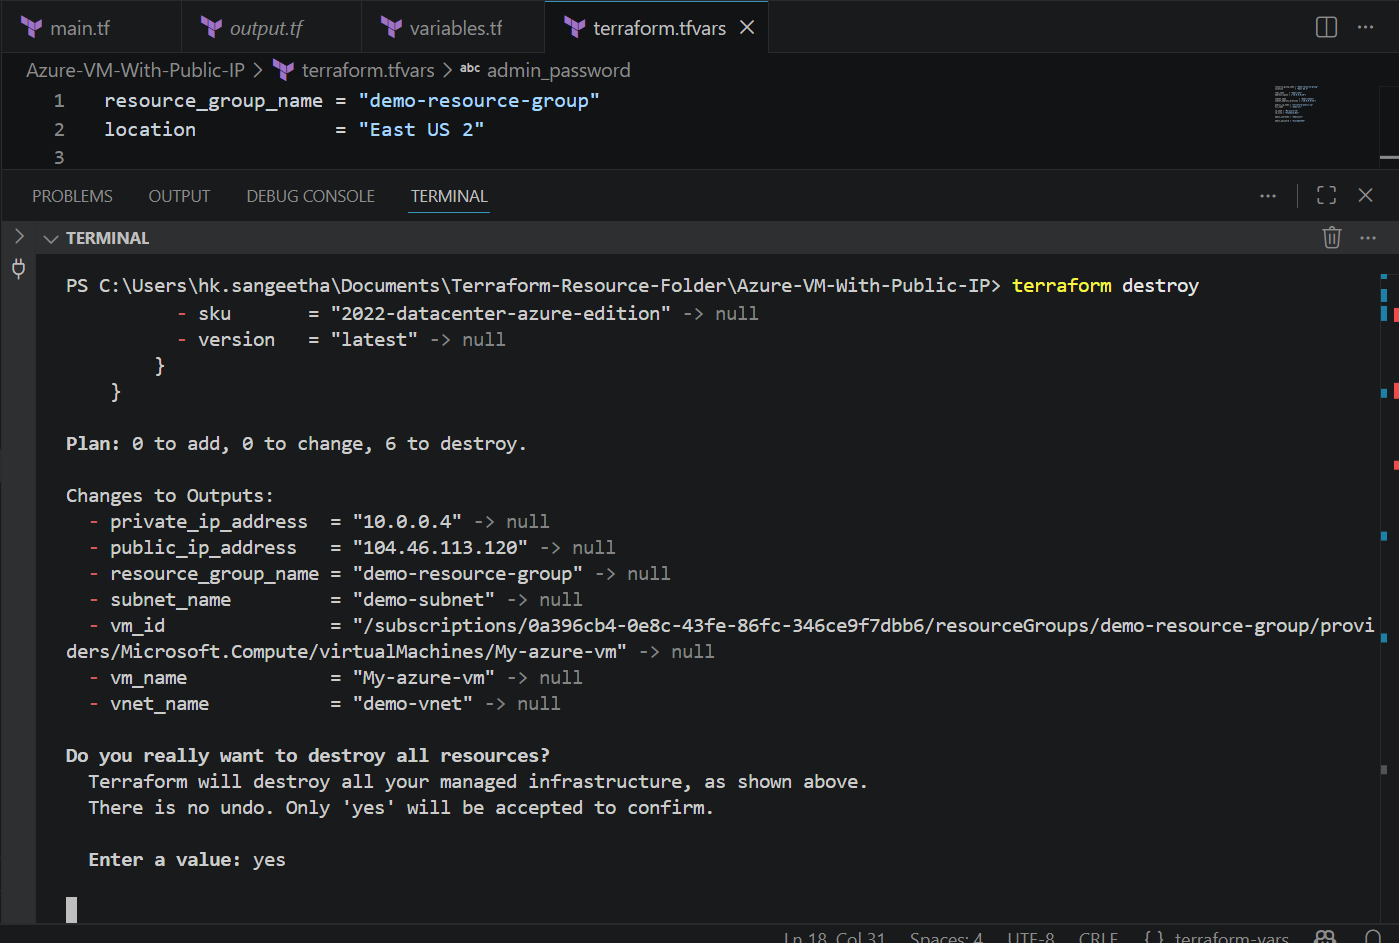 main.tf
output.tf
variables.tf
terraform.tfvars
Azure-VM-With-Public-IP > terraform.tfvars > abc admin_password
1 resource_group_name = "demo-resource-group"
2 location = "East US 2"
3
PROBLEMS OUTPUT DEBUG CONSOLE TERMINAL
TERMINAL
PS C:\Users\hk.sangeetha\Documents\Terraform-Resource-Folder\Azure-VM-With-Public-IP> terraform destroy
- sku = "2022-datacenter-azure-edition" -> null
- version = "latest" -> null
}
}
Plan: 0 to add, 0 to change, 6 to destroy.
Changes to Outputs:
- private_ip_address = "10.0.0.4" -> null
- public_ip_address = "104.46.113.120" -> null
- resource_group_name = "demo-resource-group" -> null
- subnet_name = "demo-subnet" -> null
- vm_id = "/subscriptions/0a396cb4-0e8c-43fe-86fc-346ce9f7dbb6/resourceGroups/demo-resource-group/provi
ders/Microsoft.Compute/virtualMachines/My-azure-vm" -> null
- vm_name = "My-azure-vm" -> null
- vnet_name = "demo-vnet" -> null
Do you really want to destroy all resources?
Terraform will destroy all your managed infrastructure, as shown above.
There is no undo. Only 'yes' will be accepted to confirm.
Enter a value: yes
Ln 18, Col 31 Spaces: 4 UTF-8 CRLF {} terraform-vars